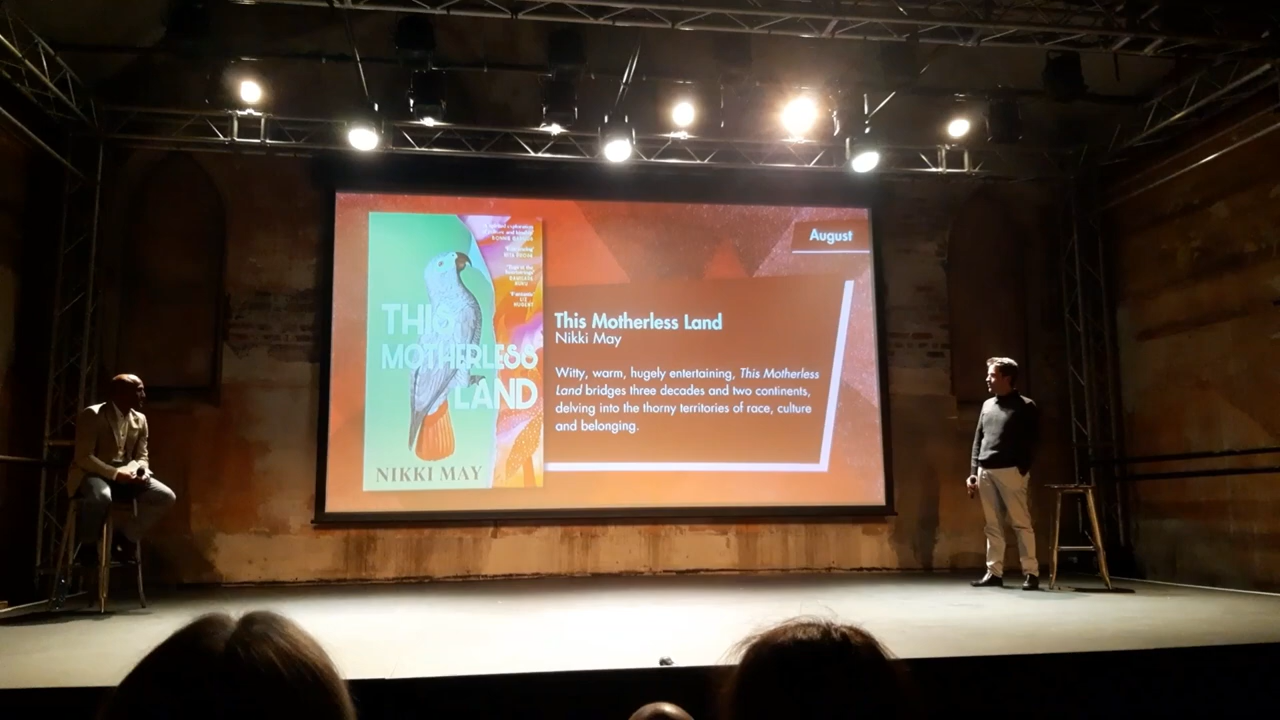 August
THIS
MOTHERLESS
LAND
NIKKI MAY
This Motherless Land
Nikki May
Witty, warm, hugely entertaining, This Motherless
Land bridges three decades and two continents,
delving into the thorny territories of race, culture
and belonging.